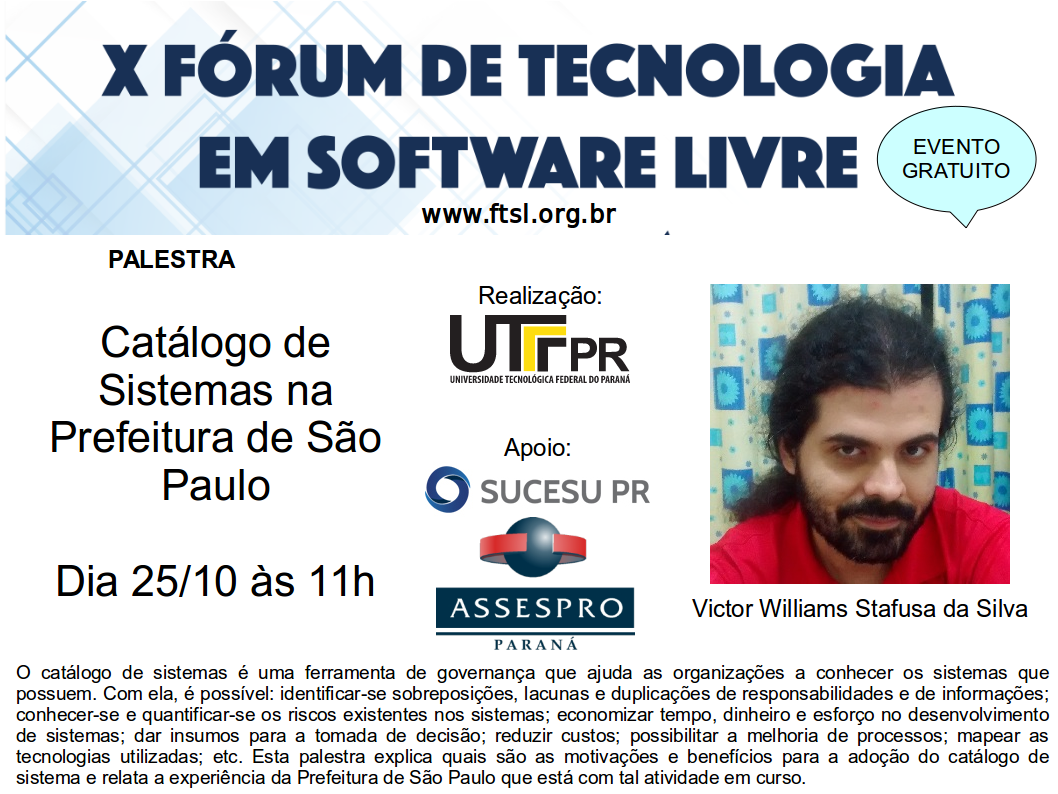 X FÓRUM DE TECNOLOGIA
EM SOFTWARE LIVRE
www.ftsl.org.br
EVENTO
GRATUITO
PALESTRA
Catálogo de
Sistemas na
Prefeitura de São
Paulo
Dia 25/10 às 11h
Realização:
UTFPR
UNIVERSIDADE TECNOLÓGICA FEDERAL DO PARANÁ
Apoio:
SUCESU PR
ASSESPRO
PARANÁ
Victor Williams Stafusa da Silva
O catálogo de sistemas é uma ferramenta de governança que ajuda as organizações a conhecer os sistemas que
possuem. Com ela, é possível: identificar-se sobreposições, lacunas e duplicações de responsabilidades e de informações;
conhecer-se e quantificar-se os riscos existentes nos sistemas; economizar tempo, dinheiro e esforço no desenvolvimento
de sistemas; dar insumos para a tomada de decisão; reduzir custos; possibilitar a melhoria de processos; mapear as
tecnologias utilizadas; etc. Esta palestra explica quais são as motivações e benefícios para a adoção do catálogo de
sistema e relata a experiência da Prefeitura de São Paulo que está com tal atividade em curso.